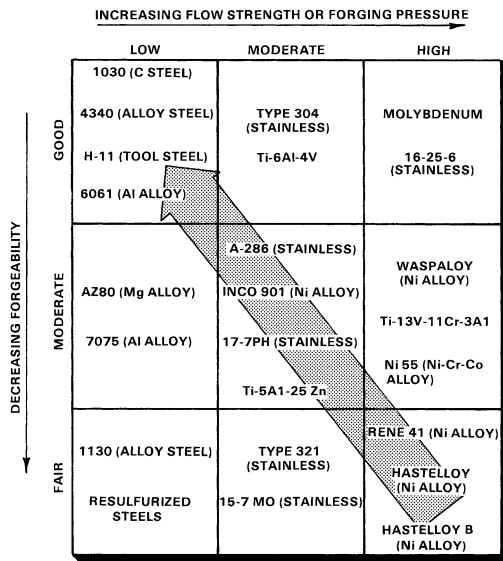 INCREASING FLOW STRENGTH OR FORGING PRESSURE
LOW
MODERATE
HIGH
DECREASING FORGEABILITY
GOOD
1030 (C STEEL)
4340 (ALLOY STEEL)
H-11 (TOOL STEEL)
6061 (Al ALLOY)
TYPE 304
(STAINLESS)
Ti-6Al-4V
MOLYBDENUM
16-25-6
(STAINLESS)
MODERATE
AZ80 (Mg ALLOY)
7075 (Al ALLOY)
A-286 (STAINLESS)
INCO 901 (Ni ALLOY)
17-7PH (STAINLESS)
Ti-5A1-25 Zn
WASPALOY
(Ni ALLOY)
Ti-13V-11Cr-3A1
Ni 55 (Ni-Cr-Co
ALLOY)
FAIR
1130 (ALLOY STEEL)
RESULFURIZED
STEELS
TYPE 321
(STAINLESS)
15-7 MO (STAINLESS)
RENE 41 (Ni ALLOY)
HASTELLOY
(Ni ALLOY)
HASTELLOY B
(Ni ALLOY)